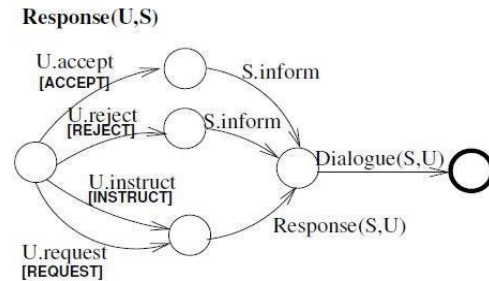 Response(U,S)
U.accept
[ACCEPT]
S.inform
U.reject
[REJECT]
S.inform
Dialogue(S,U)
U.instruct
[INSTRUCT]
Response(S,U)
U.request
[REQUEST]